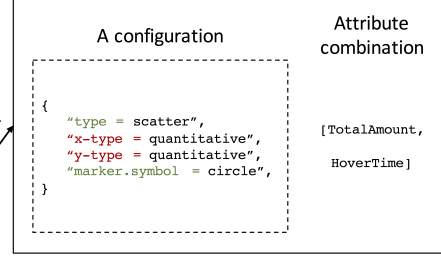 A configuration
Attribute
combination
{
“type = scatter”,
“x-type = quantitative”,
“y-type = quantitative”,
“marker.symbol = circle”,
}
[TotalAmount,
HoverTime]